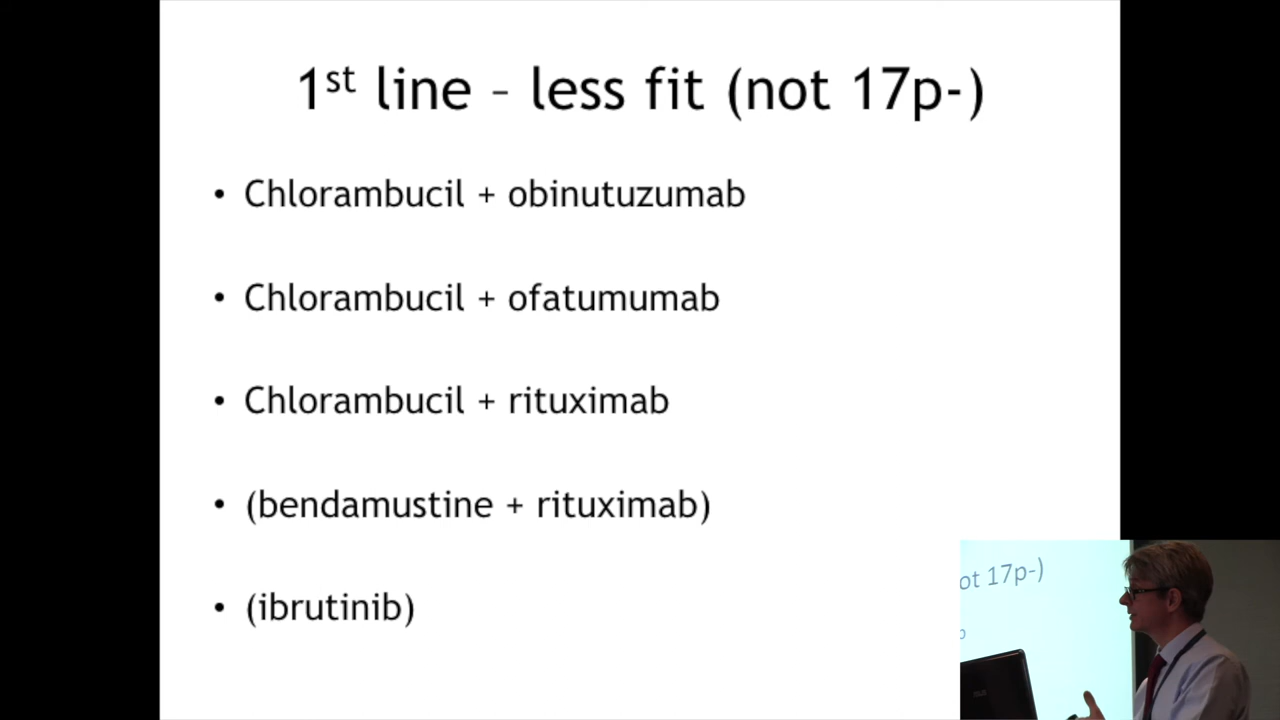 1st line – less fit (not 17p-)
• Chlorambucil + obinutuzumab
• Chlorambucil + ofatumumab
• Chlorambucil + rituximab
• (bendamustine + rituximab)
• (ibrutinib)
ot 17p-)